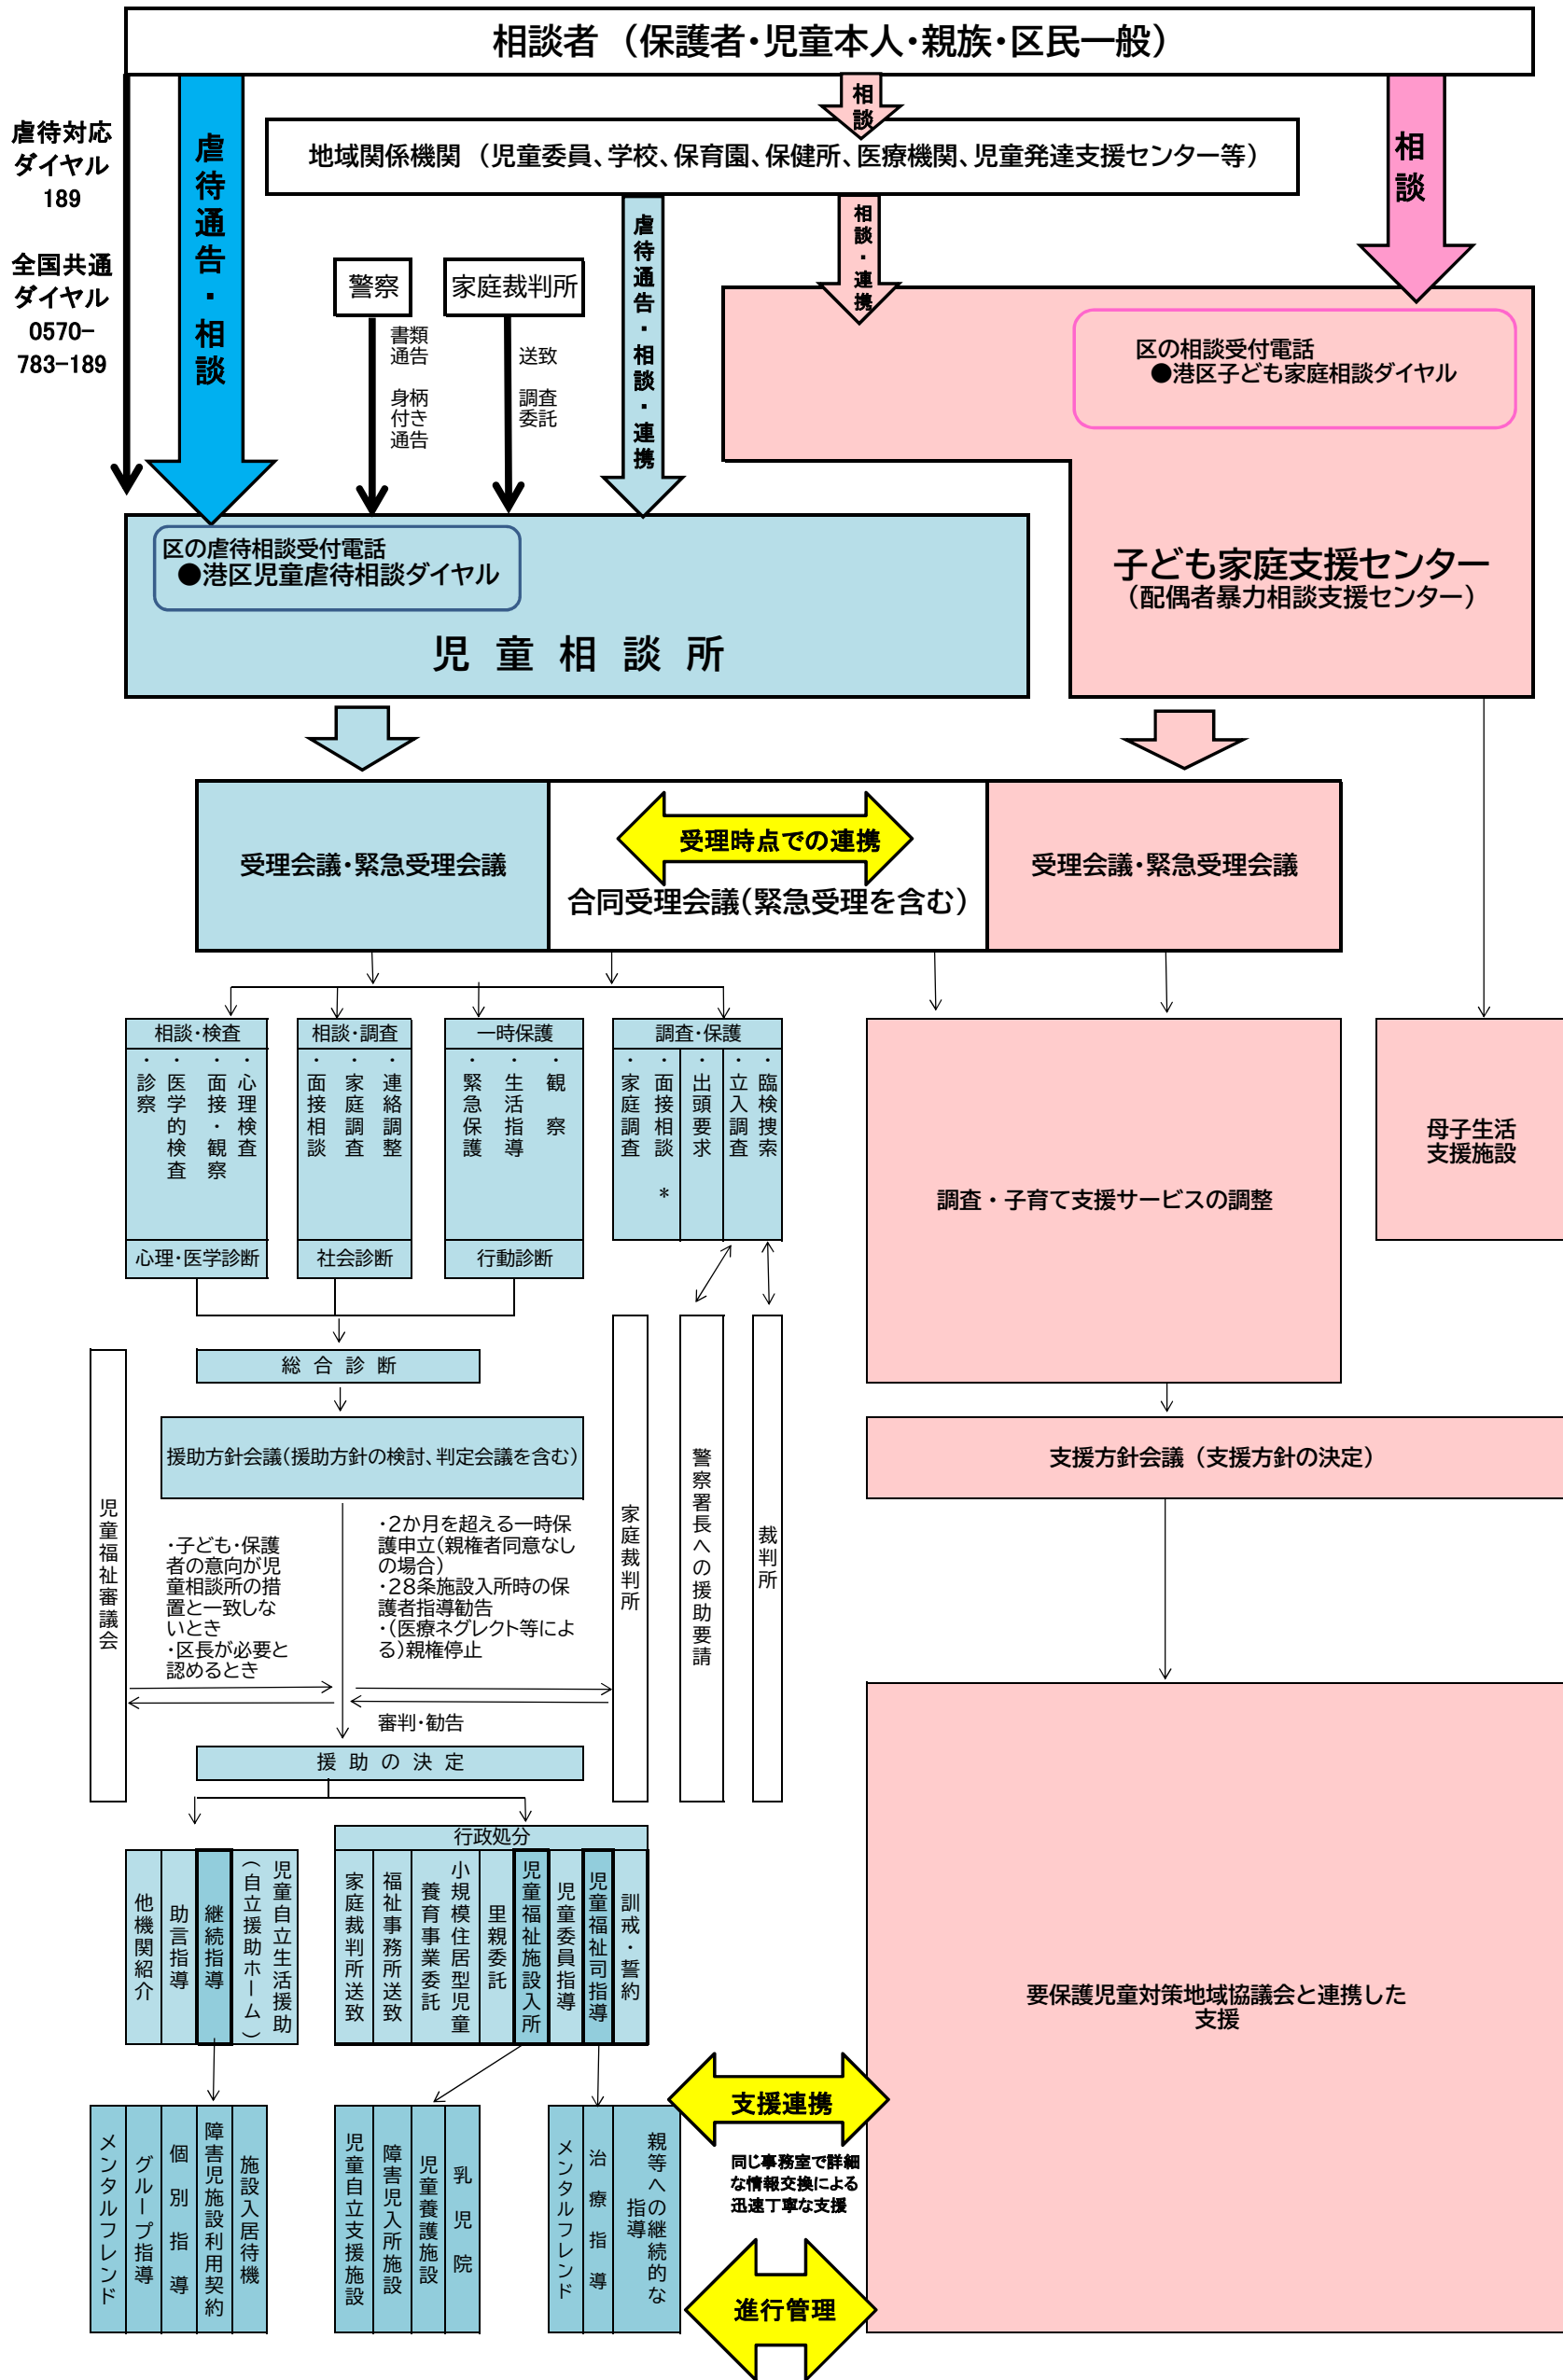 相談者 （保護者・児童本人・親族・区民一般）
虐待対応
ダイヤル
189
全国共通
ダイヤル
0570-
783-189
虐待通告・相談
相談
相談
地域関係機関 （児童委員、学校、保育園、保健所、医療機関、児童発達支援センター等）
虐待通告・相談・連携
相談・連携
警察
家庭裁判所
書類
通告
身柄
付き
通告
送致
調査
委託
区の相談受付電話
●港区子ども家庭相談ダイヤル
区の虐待相談受付電話
●港区児童虐待相談ダイヤル
児 童 相 談 所
子ども家庭支援センター
（配偶者暴力相談支援センター）
受理会議・緊急受理会議
受理時点での連携
合同受理会議（緊急受理を含む）
受理会議・緊急受理会議
相談・検査
・診察
・医学的検査
・面接・観察
・心理検査
心理・医学診断
相談・調査
・面接相談
・家庭調査
・連絡調整
社会診断
一時保護
・緊急保護
・生活指導
・観 察
行動診断
調査・保護
・家庭調査
・面接相談 *
・出頭要求
・立入調査
・臨検捜索
調査・子育て支援サービスの調整
母子生活
支援施設
総 合 診 断
援助方針会議（援助方針の検討、判定会議を含む）
支援方針会議（支援方針の決定）
児童福祉審議会
・子ども・保護
者の意向が児
童相談所の措
置と一致しな
いとき
・区長が必要と
認めるとき
・2か月を超える一時保
護申立（親権者同意なし
の場合）
・28条施設入所時の保
護者指導勧告
・（医療ネグレクト等によ
る）親権停止
審判・勧告
家庭裁判所
警察署長への援助要請
裁判所
援 助 の 決 定
他機関紹介
助言指導
継続指導
児童自立生活援助
（自立援助ホーム）
行政処分
家庭裁判所送致
福祉事務所送致
小規模住居型児童
養育事業委託
里親委託
児童福祉施設入所
児童委員指導
児童福祉司指導
訓戒・誓約
要保護児童対策地域協議会と連携した
支援
メンタルフレンド
グループ指導
個 別 指 導
障害児施設利用契約
施設入居待機
児童自立支援施設
障害児入所施設
児童養護施設
乳 児 院
メンタルフレンド
治 療 指 導
親等への継続的な
指導
支援連携
同じ事務室で詳細
な情報交換による
迅速丁寧な支援
進行管理